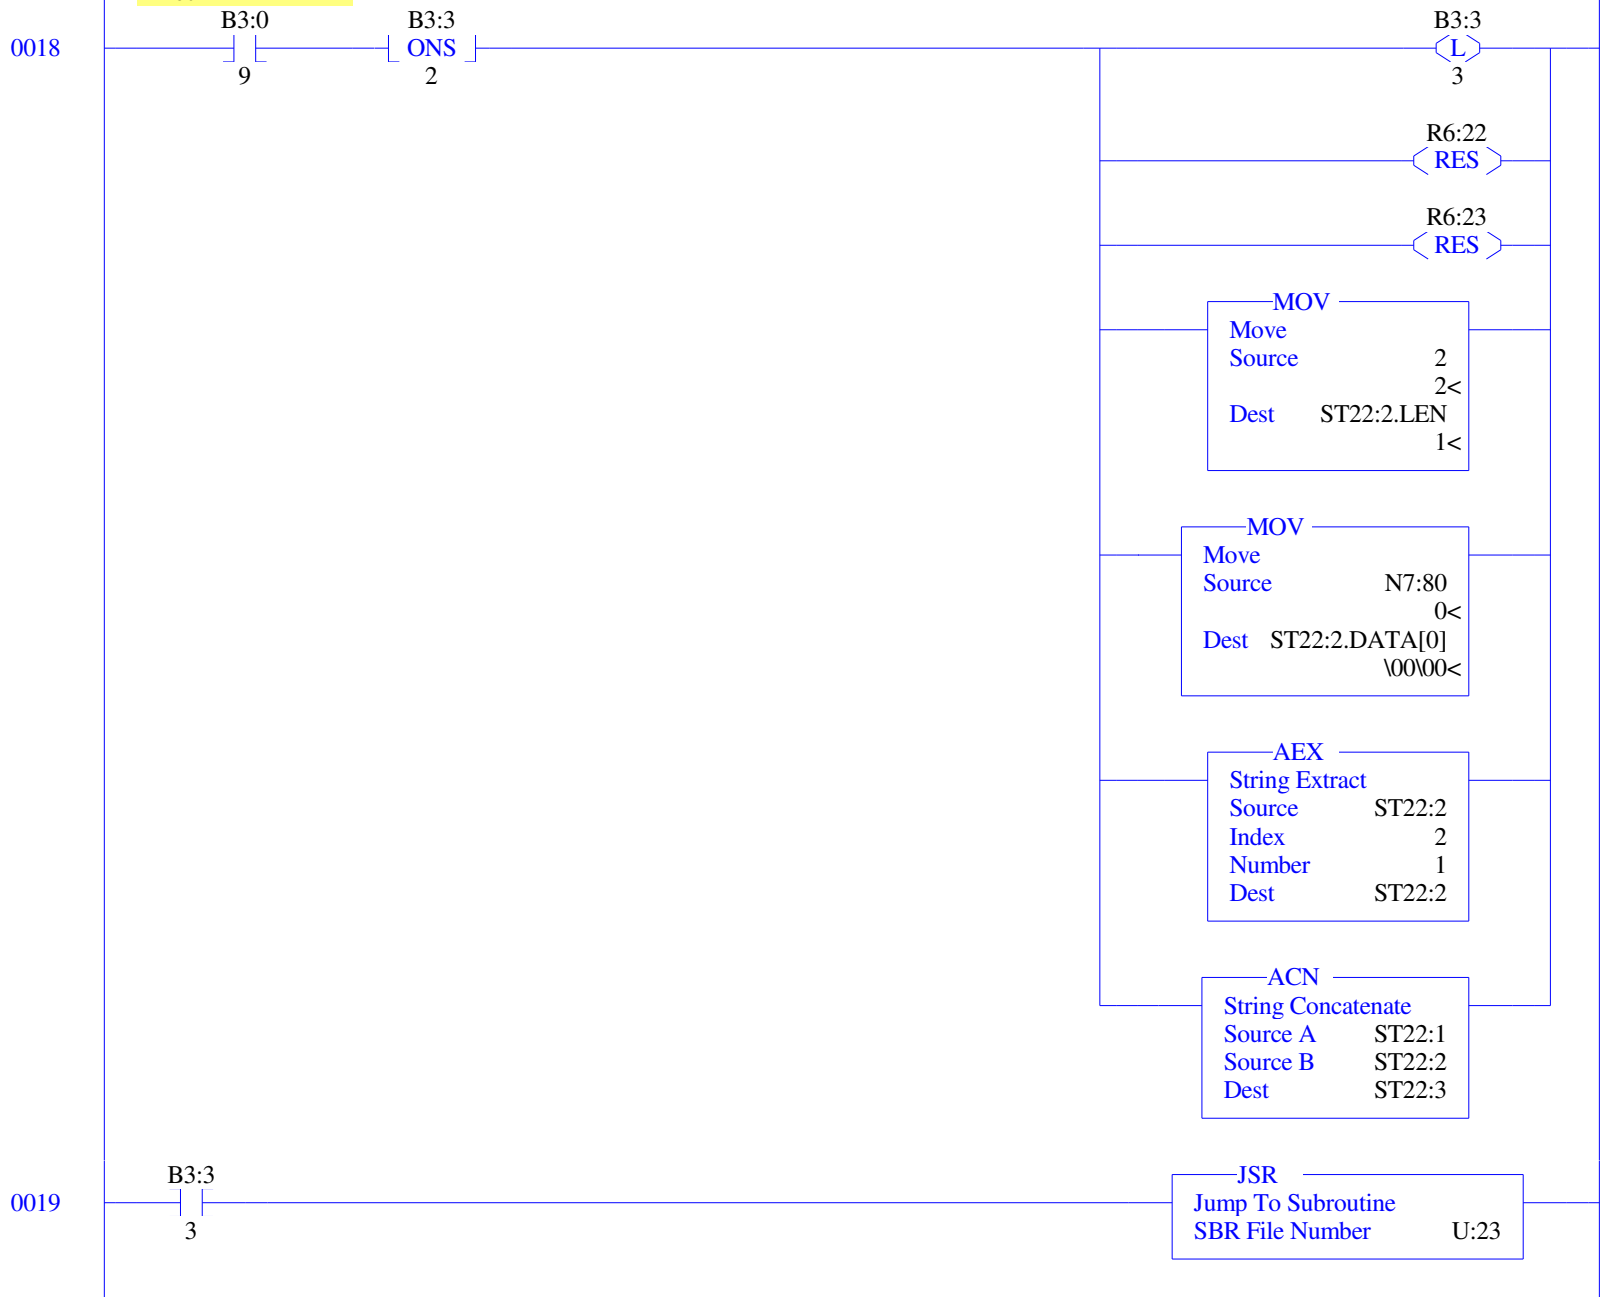 B3:0 B3:3 B3:3
0018 ONS L
9 2 3
R6:22
RES
R6:23
RES
MOV
Move
Source 2
2<
Dest ST22:2.LEN
1<
MOV
Move
Source N7:80
0<
Dest ST22:2.DATA[0]
\00\00<
AEX
String Extract
Source ST22:2
Index 2
Number 1
Dest ST22:2
ACN
String Concatenate
Source A ST22:1
Source B ST22:2
Dest ST22:3
B3:3 JSR
0019 Jump To Subroutine
3 SBR File Number U:23